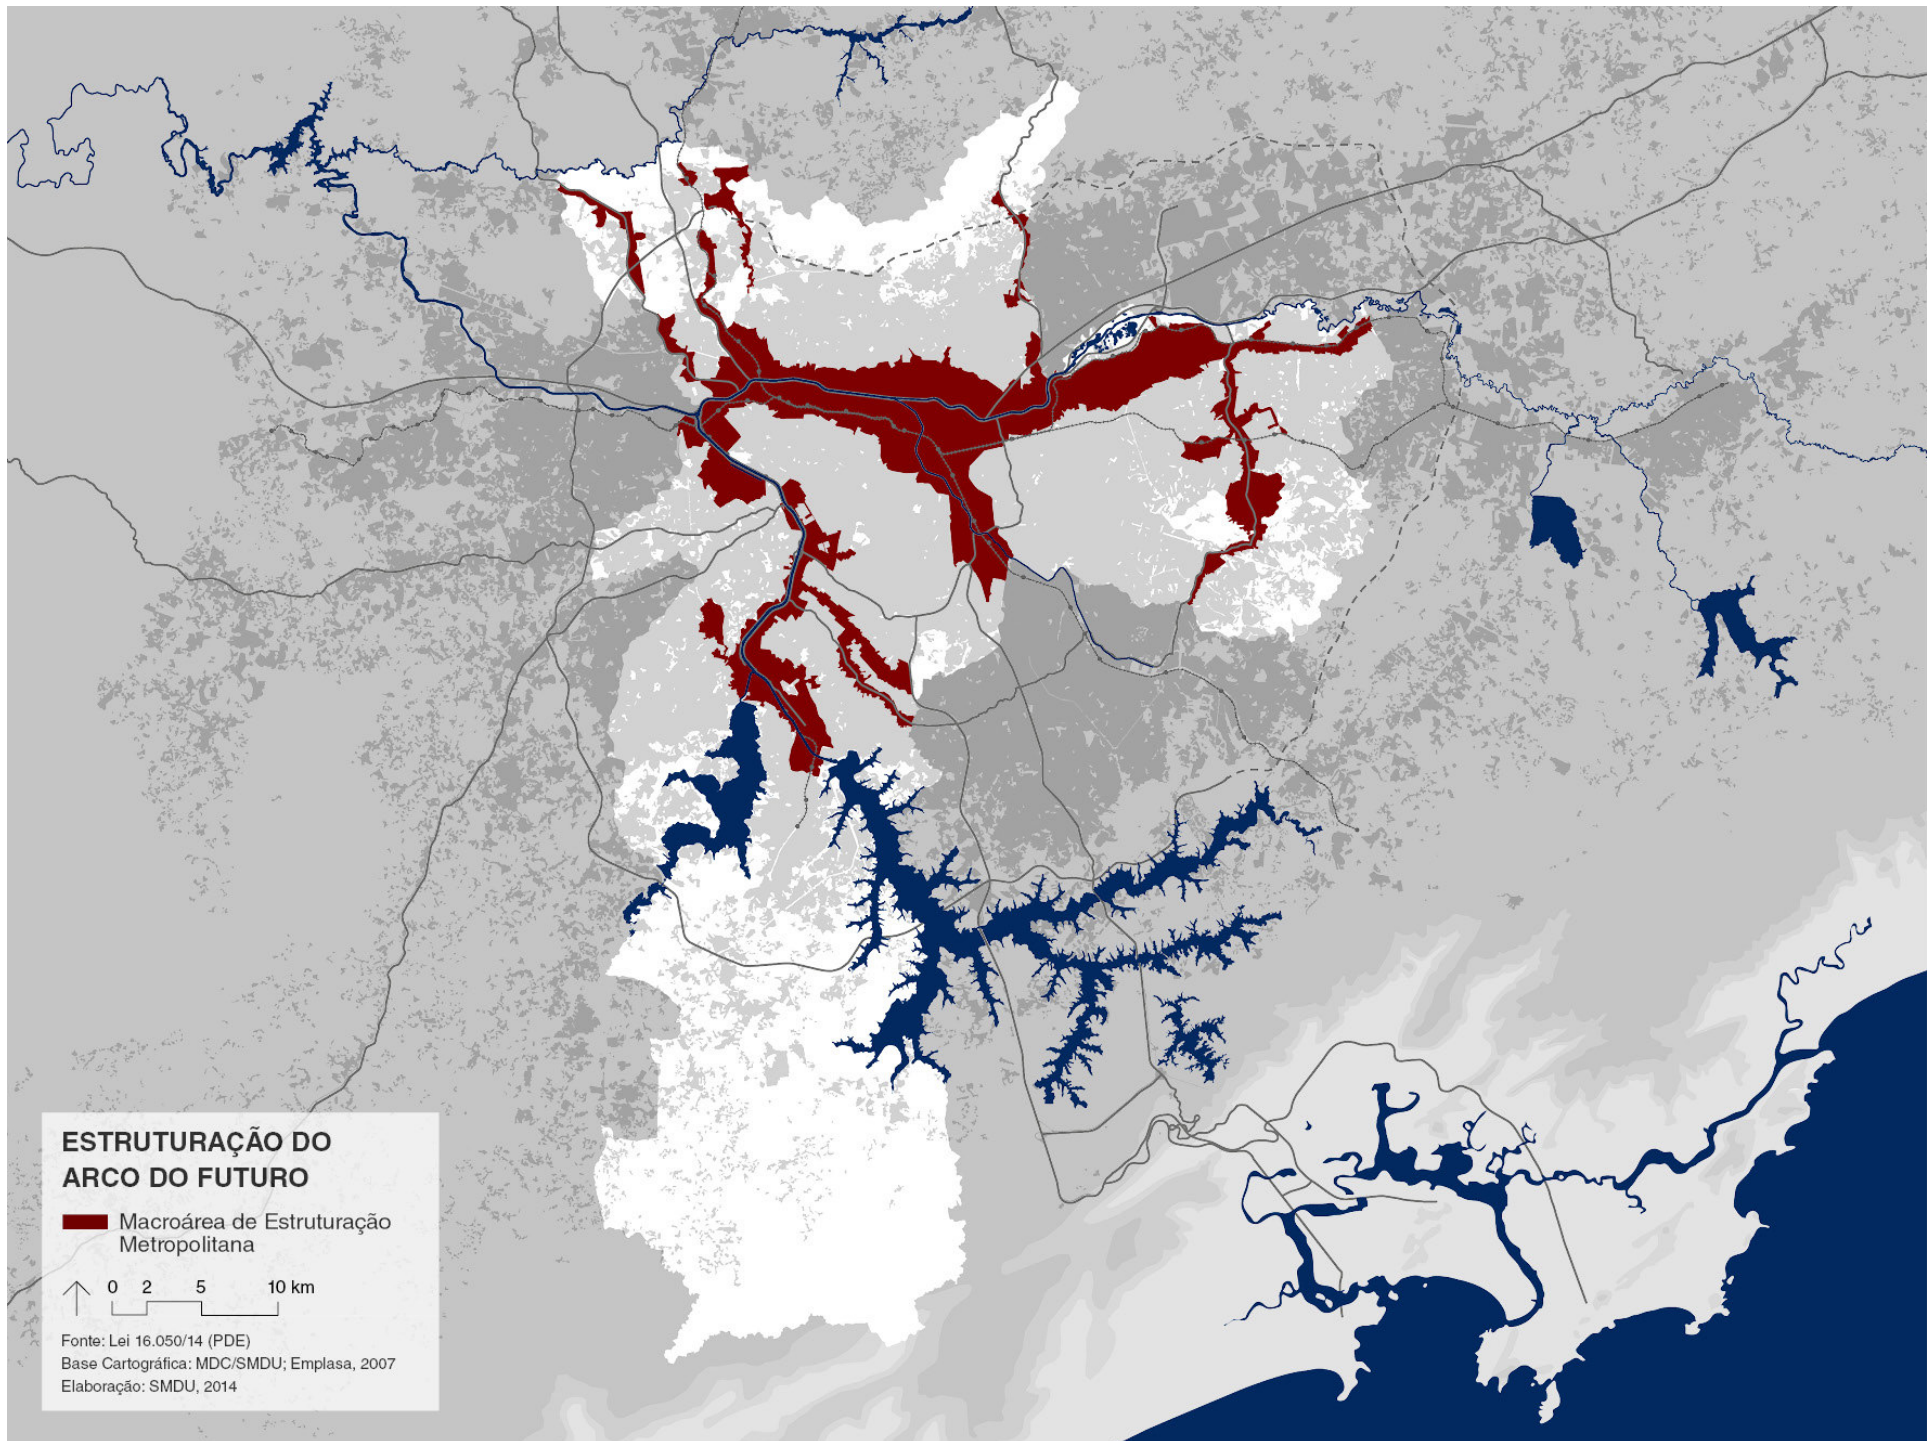 ESTRUTURAÇÃO DO
ARCO DO FUTURO
Macroárea de Estruturação
Metropolitana
0 2 5 10 km
Fonte: Lei 16.050/14 (PDE)
Base Cartográfica: MDC/SMDU; Emplasa, 2007
Elaboração: SMDU, 2014